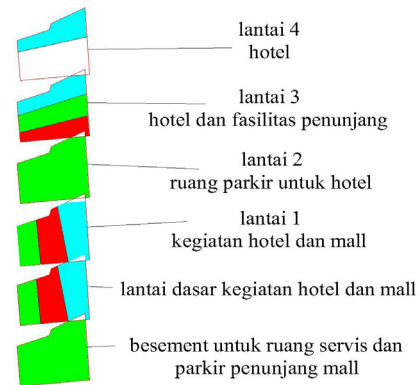 lantai 4
hotel
lantai 3
hotel dan fasilitas penunjang
lantai 2
ruang parkir untuk hotel
lantai 1
kegiatan hotel dan mall
lantai dasar kegiatan hotel dan mall
besement untuk ruang servis dan
parkir penunjang mall